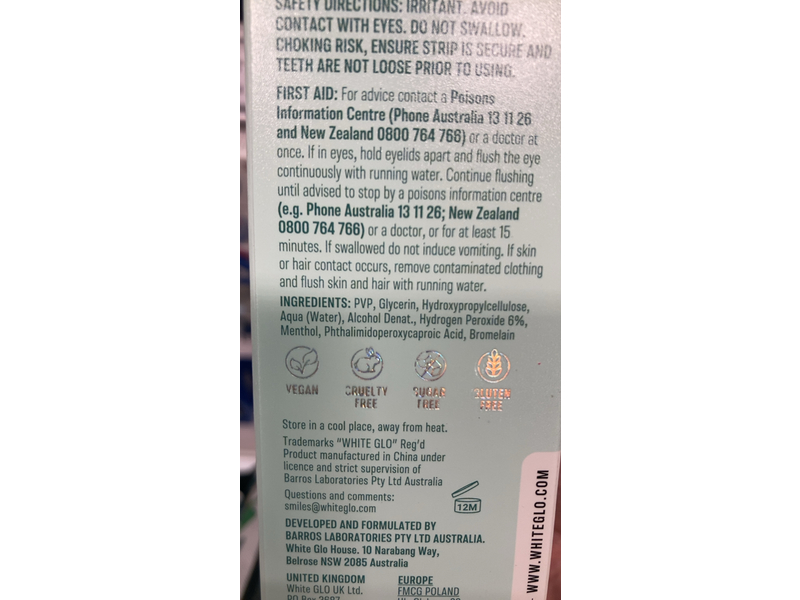 SAFETY DIRECTIONS: IRRITANT. AVOID
CONTACT WITH EYES. DO NOT SWALLOW.
CHOKING RISK, ENSURE STRIP IS SECURE AND
TEETH ARE NOT LOOSE PRIOR TO USING.
FIRST AID: For advice contact a Poisons
Information Centre (Phone Australia 13 11 26
and New Zealand 0800 764 766) or a doctor at
once. If in eyes, hold eyelids apart and flush the eye
continuously with running water. Continue flushing
until advised to stop by a poisons information centre
(e.g. Phone Australia 13 11 26; New Zealand
0800 764 766) or a doctor, or for at least 15
minutes. If swallowed do not induce vomiting. If skin
or hair contact occurs, remove contaminated clothing
and flush skin and hair with running water.
INGREDIENTS: PVP, Glycerin, Hydroxypropylcellulose,
Aqua (Water), Alcohol Denat., Hydrogen Peroxide 6%,
Menthol, Phthalimidoperoxycaproic Acid, Bromelain
VEGAN
CRUELTY
FREE
SUGAR
FREE
GLUTEN
FREE
Store in a cool place, away from heat.
Trademarks "WHITE GLO" Reg'd
Product manufactured in China under
licence and strict supervision of
Barros Laboratories Pty Ltd Australia
Questions and comments:
smiles@whiteglo.com
12M
DEVELOPED AND FORMULATED BY
BARROS LABORATORIES PTY LTD AUSTRALIA.
White Glo House. 10 Narabang Way,
Belrose NSW 2085 Australia
UNITED KINGDOM
White GLO UK Ltd.
EUROPE
FMCG POLAND
WWW.WHITEGLO.COM